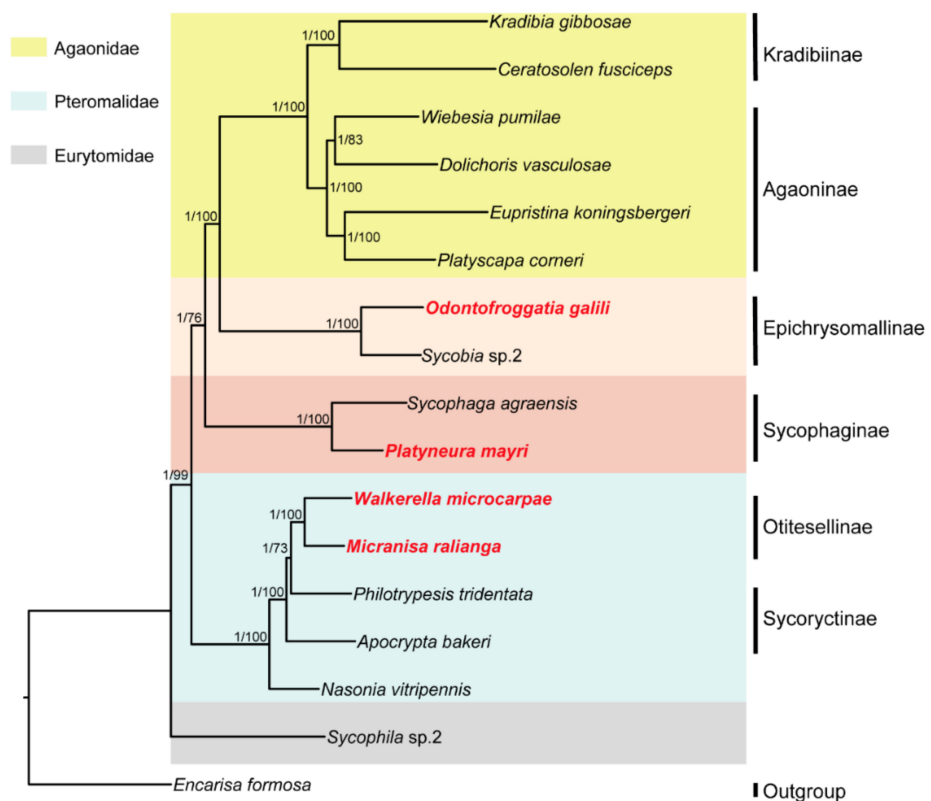 Agaonidae
Pteromalidae
Eurytomidae
Kradibia gibbosae
1/100
Ceratosolen fusciceps
1/100
Wiebesia pumilae
1/83
Dolichoris vasculosae
1/100
Eupristina koningsbergeri
1/100
Platyscapa corneri
1/100
Odontofroggatia galili
1/100
Sycobia sp.2
1/76
Sycophaga agraensis
1/100
Platyneura mayri
1/99
Walkerella microcarpae
1/100
Micranisa ralianga
1/73
Philotrypesis tridentata
1/100
Apocrypta bakeri
1/100
Nasonia vitripennis
Sycophila sp.2
Encarisa formosa
Kradibiinae
Agaoninae
Epichrysomallinae
Sycophaginae
Otitesellinae
Sycoryctinae
Outgroup